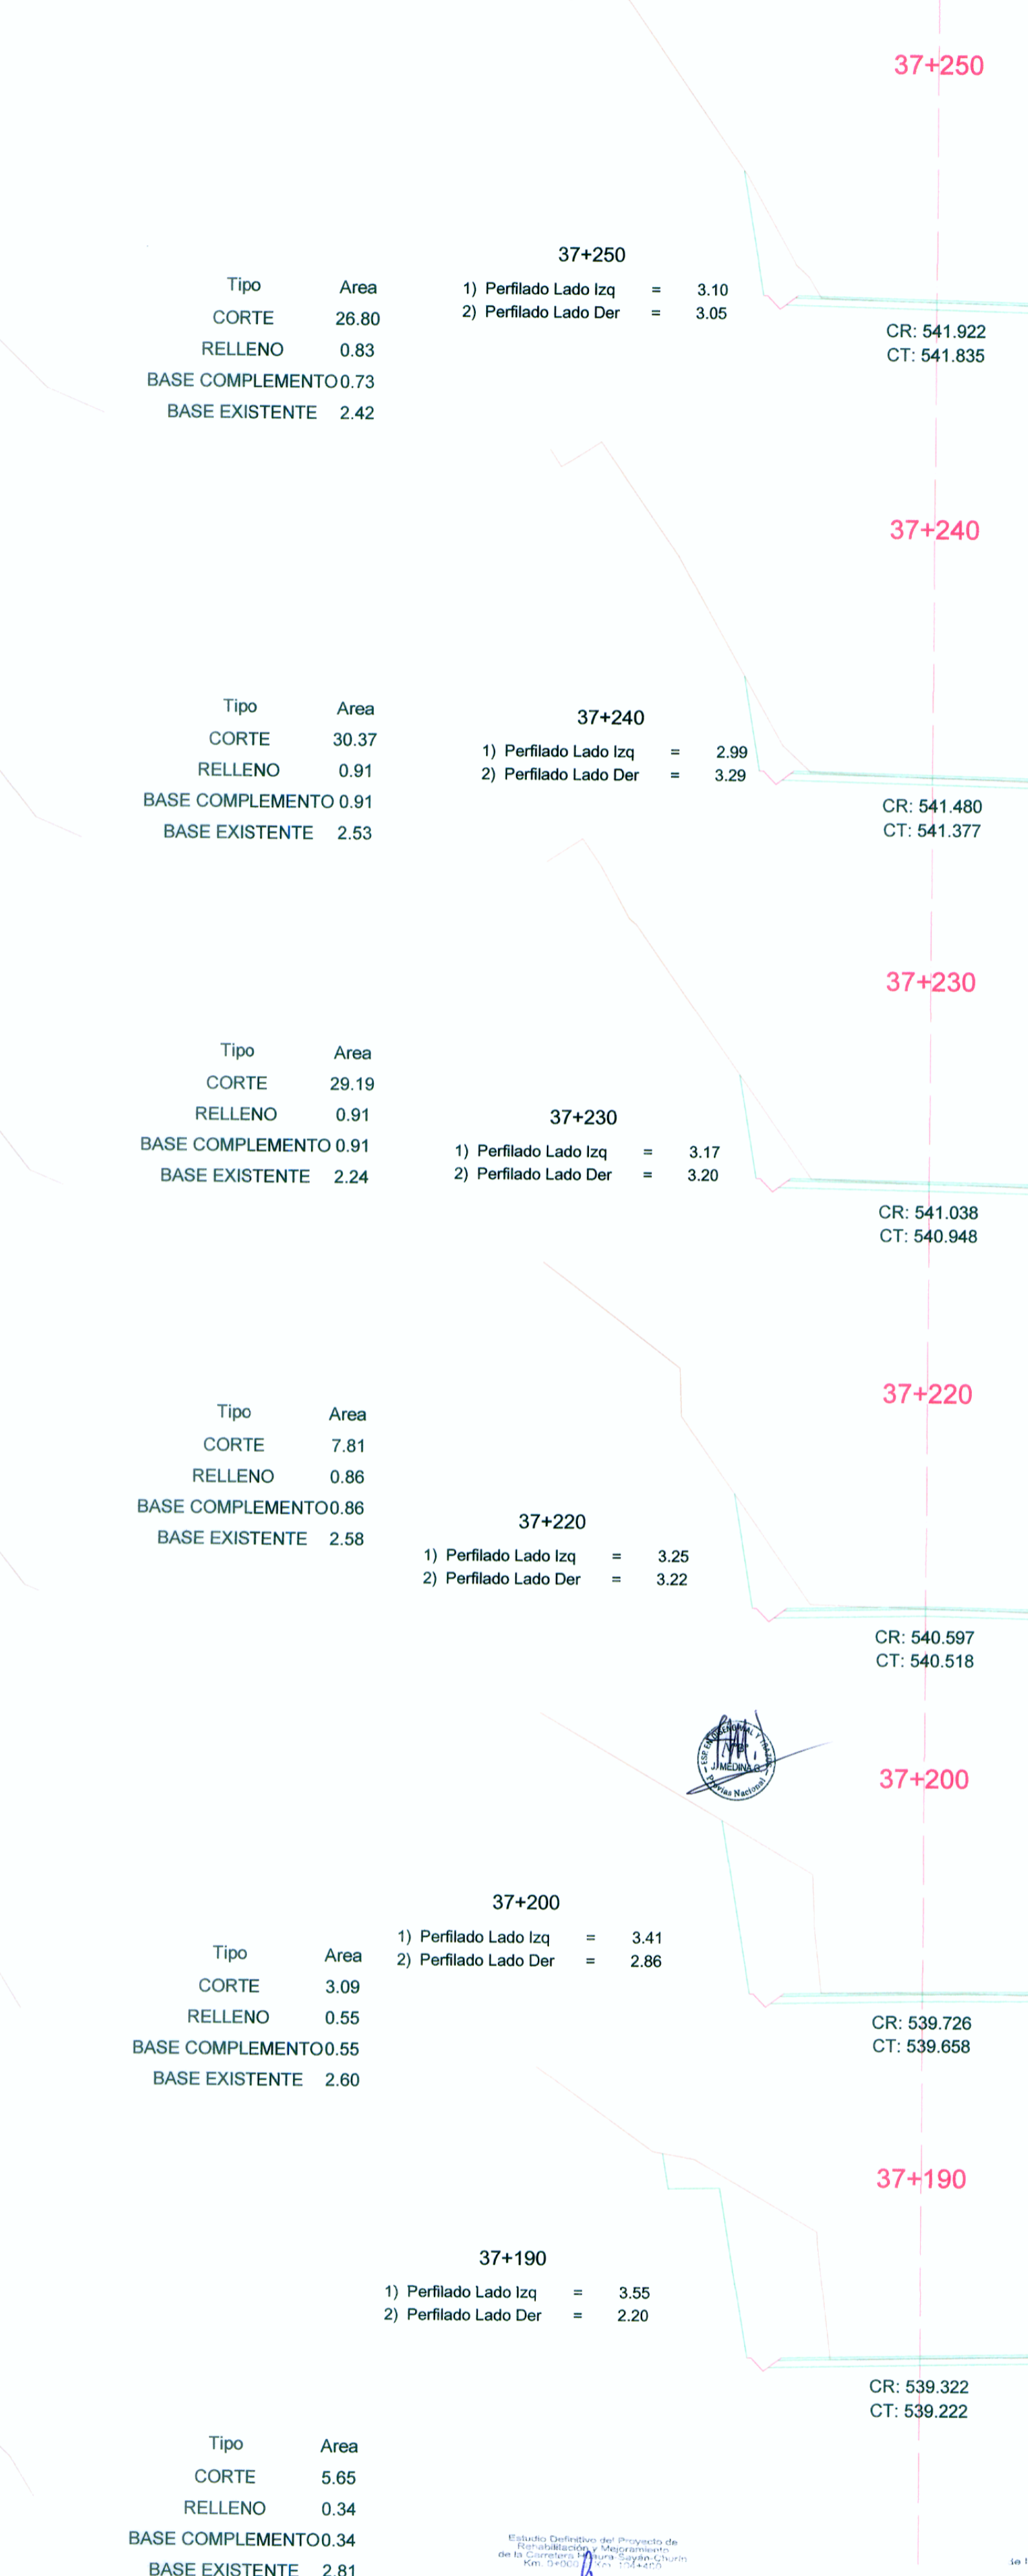 37+250
37+250
1) Perfilado Lado Izq = 3.10
2) Perfilado Lado Der = 3.05
Tipo Area
CORTE 26.80
RELLENO 0.83
BASE COMPLEMENTO 0.73
BASE EXISTENTE 2.42
CR: 541.922
CT: 541.835
37+240
37+240
1) Perfilado Lado Izq = 2.99
2) Perfilado Lado Der = 3.29
Tipo Area
CORTE 30.37
RELLENO 0.91
BASE COMPLEMENTO 0.91
BASE EXISTENTE 2.53
CR: 541.480
CT: 541.377
37+230
Tipo Area
CORTE 29.19
RELLENO 0.91
BASE COMPLEMENTO 0.91
BASE EXISTENTE 2.24
37+230
1) Perfilado Lado Izq = 3.17
2) Perfilado Lado Der = 3.20
CR: 541.038
CT: 540.948
37+220
Tipo Area
CORTE 7.81
RELLENO 0.86
BASE COMPLEMENTO 0.86
BASE EXISTENTE 2.58
37+220
1) Perfilado Lado Izq = 3.25
2) Perfilado Lado Der = 3.22
CR: 540.597
CT: 540.518
J. MEDINA
Nacional
37+200
37+200
1) Perfilado Lado Izq = 3.41
2) Perfilado Lado Der = 2.86
Tipo Area
CORTE 3.09
RELLENO 0.55
BASE COMPLEMENTO 0.55
BASE EXISTENTE 2.60
CR: 539.726
CT: 539.658
37+190
37+190
1) Perfilado Lado Izq = 3.55
2) Perfilado Lado Der = 2.20
CR: 539.322
CT: 539.222
Tipo Area
CORTE 5.65
RELLENO 0.34
BASE COMPLEMENTO 0.34
BASE EXISTENTE 2.81
Estudio Definitivo del Proyecto de
Rehabilitación y Mejoramiento
de la Carretera Sayán-Churín
Km. 0+000